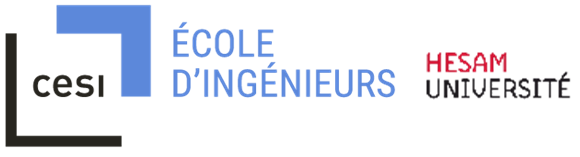 cesi
ÉCOLE
D'INGÉNIEURS
HESAM
UNIVERSITÉ